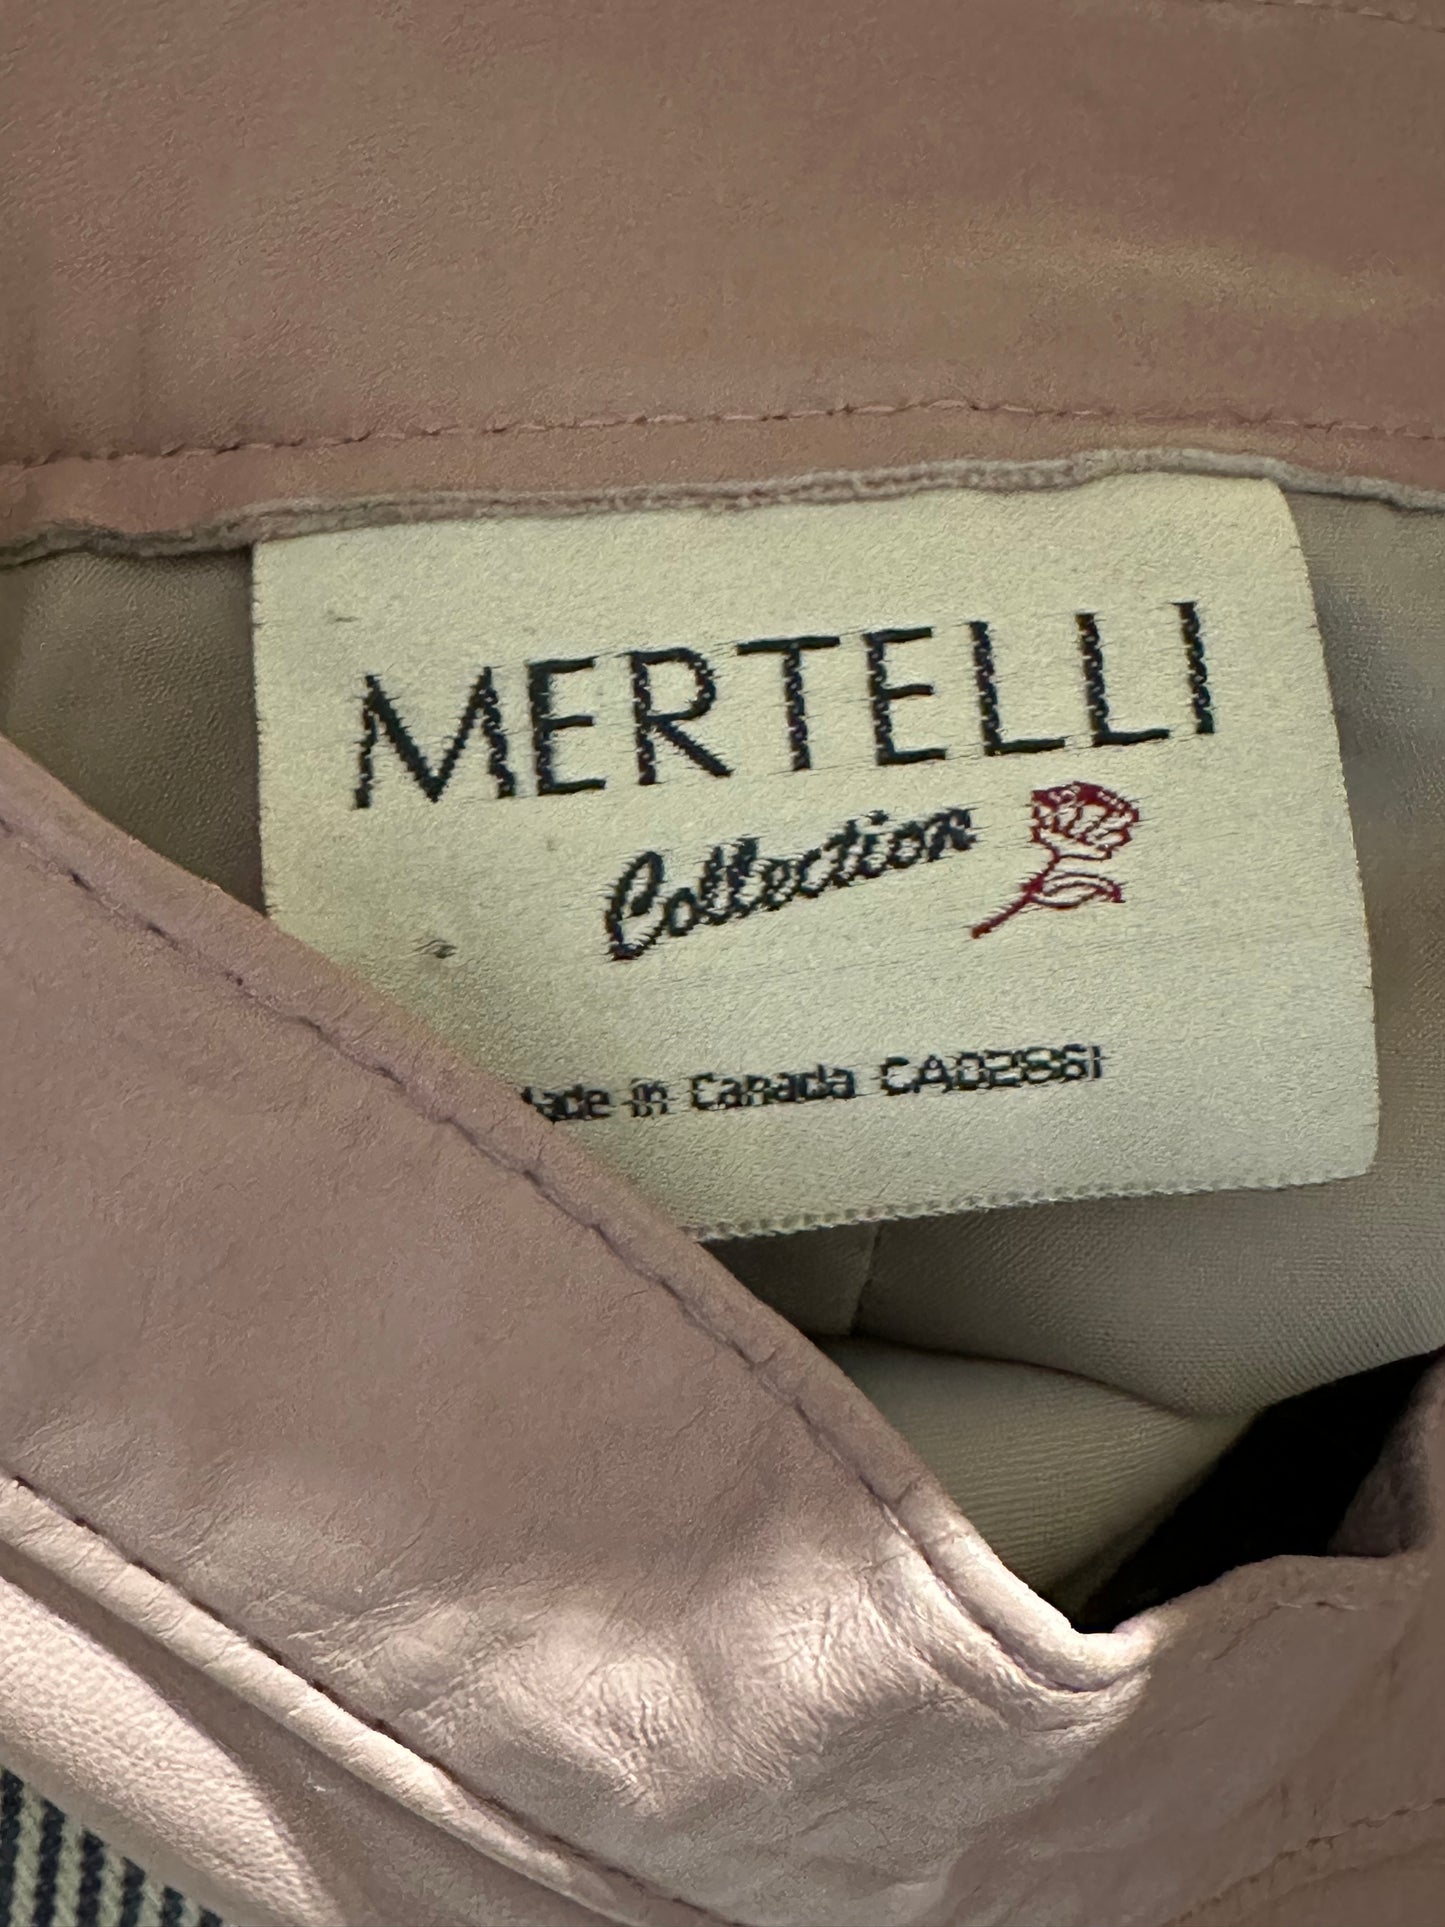 MERTELLI
Collection
ade in Canada CA02861